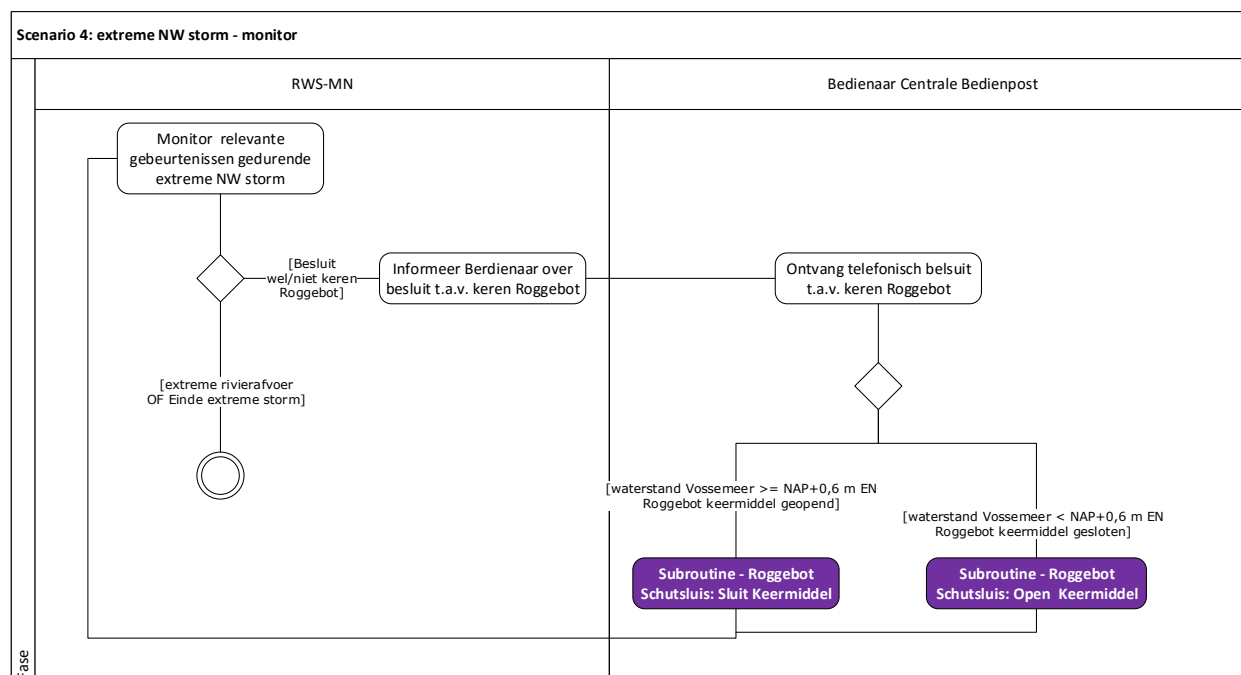 Scenario 4: extreme NW storm - monitor
RWS-MN
Bedienaar Centrale Bedienpost
Monitor relevante
gebeurtenissen gedurende
extreme NW storm
[Besluit
wel/niet keren
Roggebot]
Informeer Berdienaar over
besluit t.a.v. keren Roggebot
Ontvang telefonisch belsuit
t.a.v. keren Roggebot
[extreme rivierafvoer
OF Einde extreme storm]
[waterstand Vossemeer >= NAP+0,6 m EN
Roggebot keermiddel geopend]
[waterstand Vossemeer < NAP+0,6 m EN
Roggebot keermiddel gesloten]
Subroutine - Roggebot
Schutsluis: Sluit Keermiddel
Subroutine - Roggebot
Schutsluis: Open Keermiddel
Fase